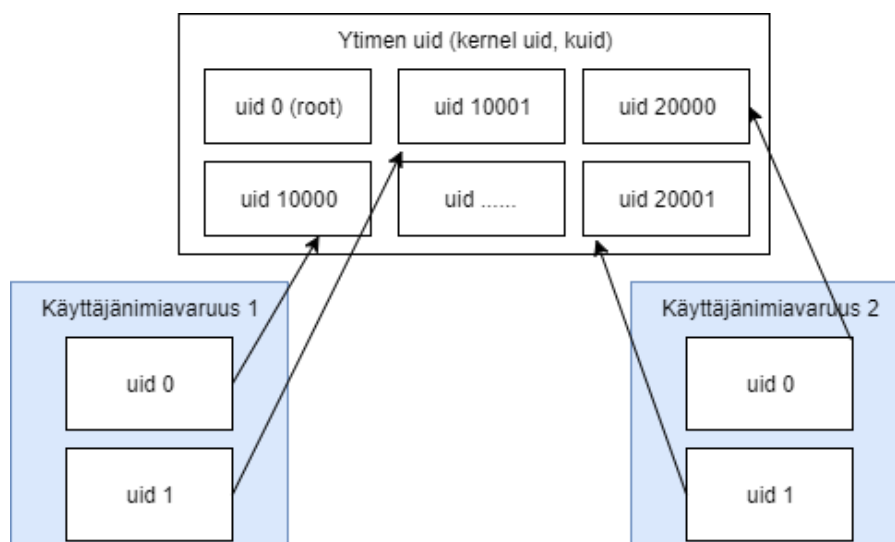 Ytimen uid (kernel uid, kuid)
uid 0 (root)
uid 10001
uid 20000
uid 10000
uid ......
uid 20001
Käyttäjänimiavaruus 1
uid 0
uid 1
Käyttäjänimiavaruus 2
uid 0
uid 1